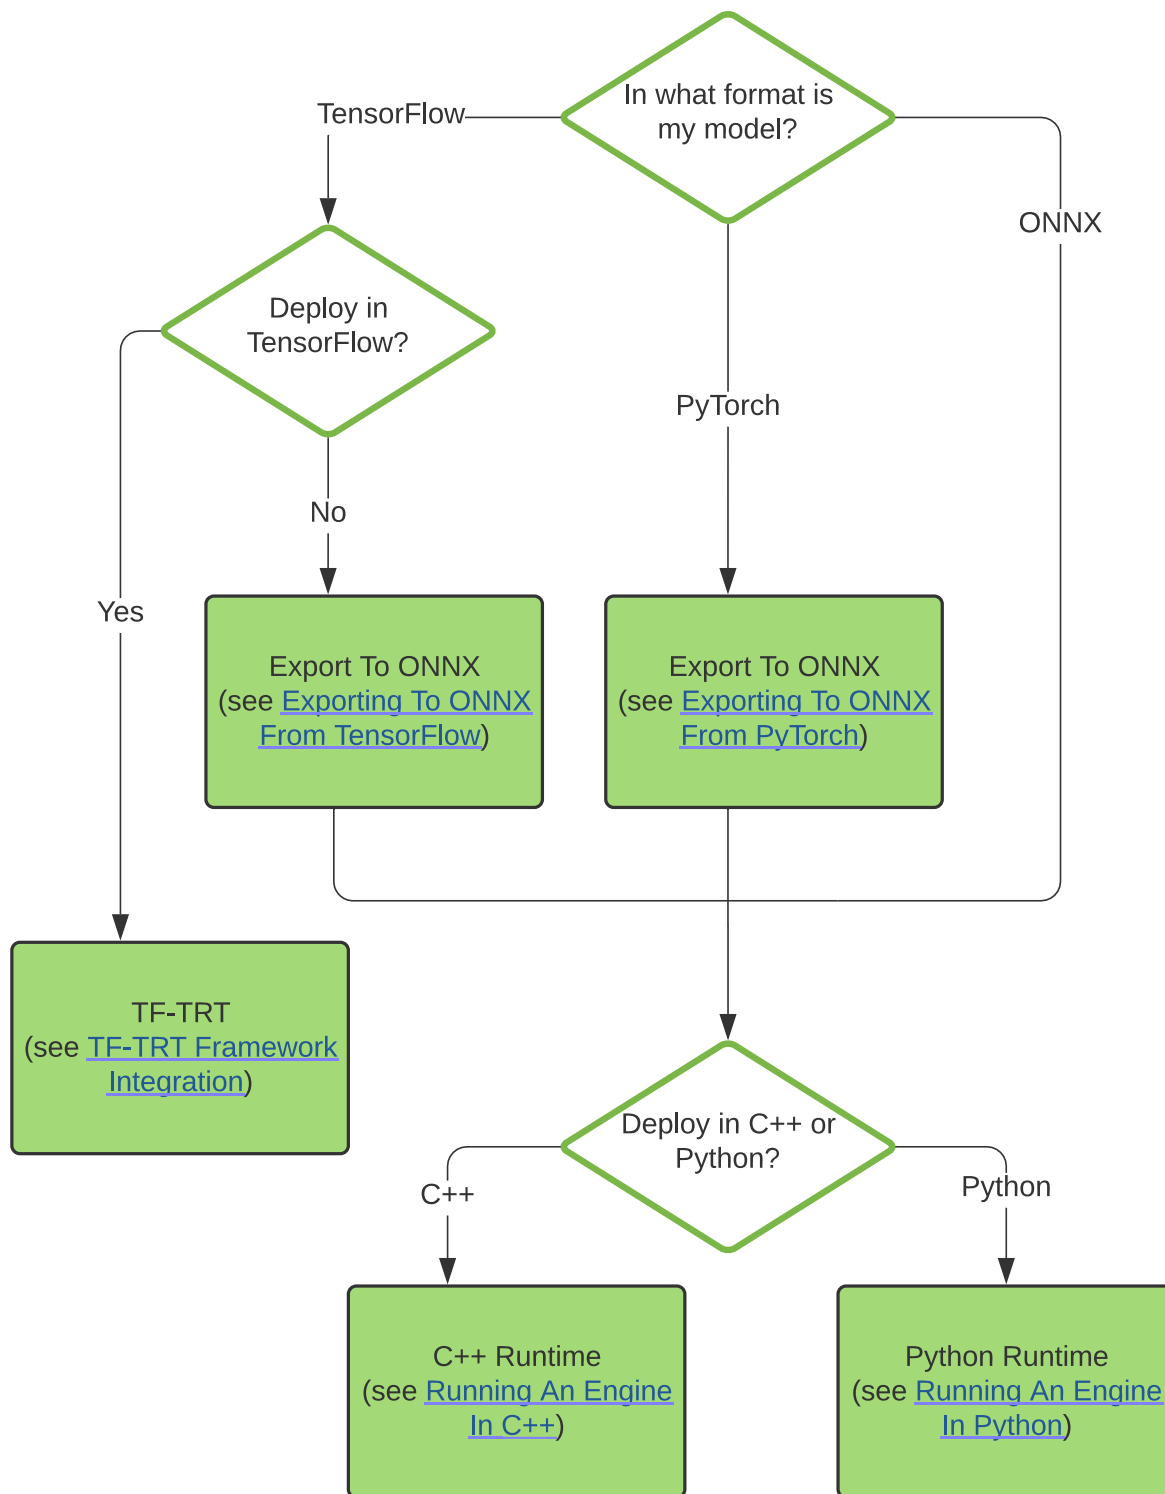 In what format is
my model?
TensorFlow
ONNX
Deploy in
TensorFlow?
PyTorch
No
Yes
Export To ONNX
(see Exporting To ONNX
From TensorFlow)
Export To ONNX
(see Exporting To ONNX
From PyTorch)
TF-TRT
(see TF-TRT Framework
Integration)
Deploy in C++ or
Python?
C++
Python
C++ Runtime
(see Running An Engine
In C++)
Python Runtime
(see Running An Engine
In Python)